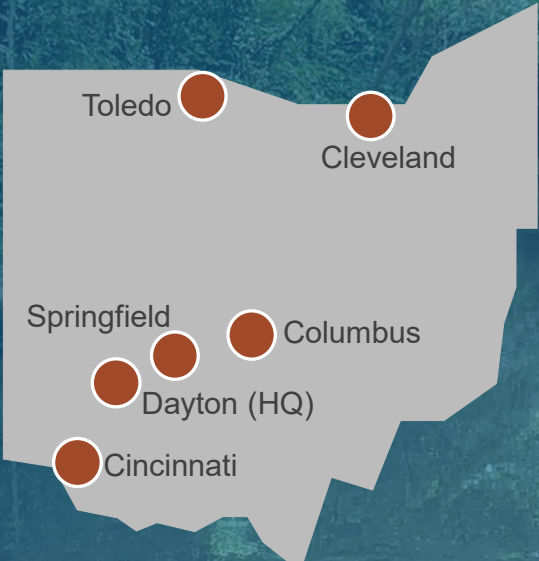 Toledo
Cleveland
Springfield
Columbus
Dayton (HQ)
Cincinnati